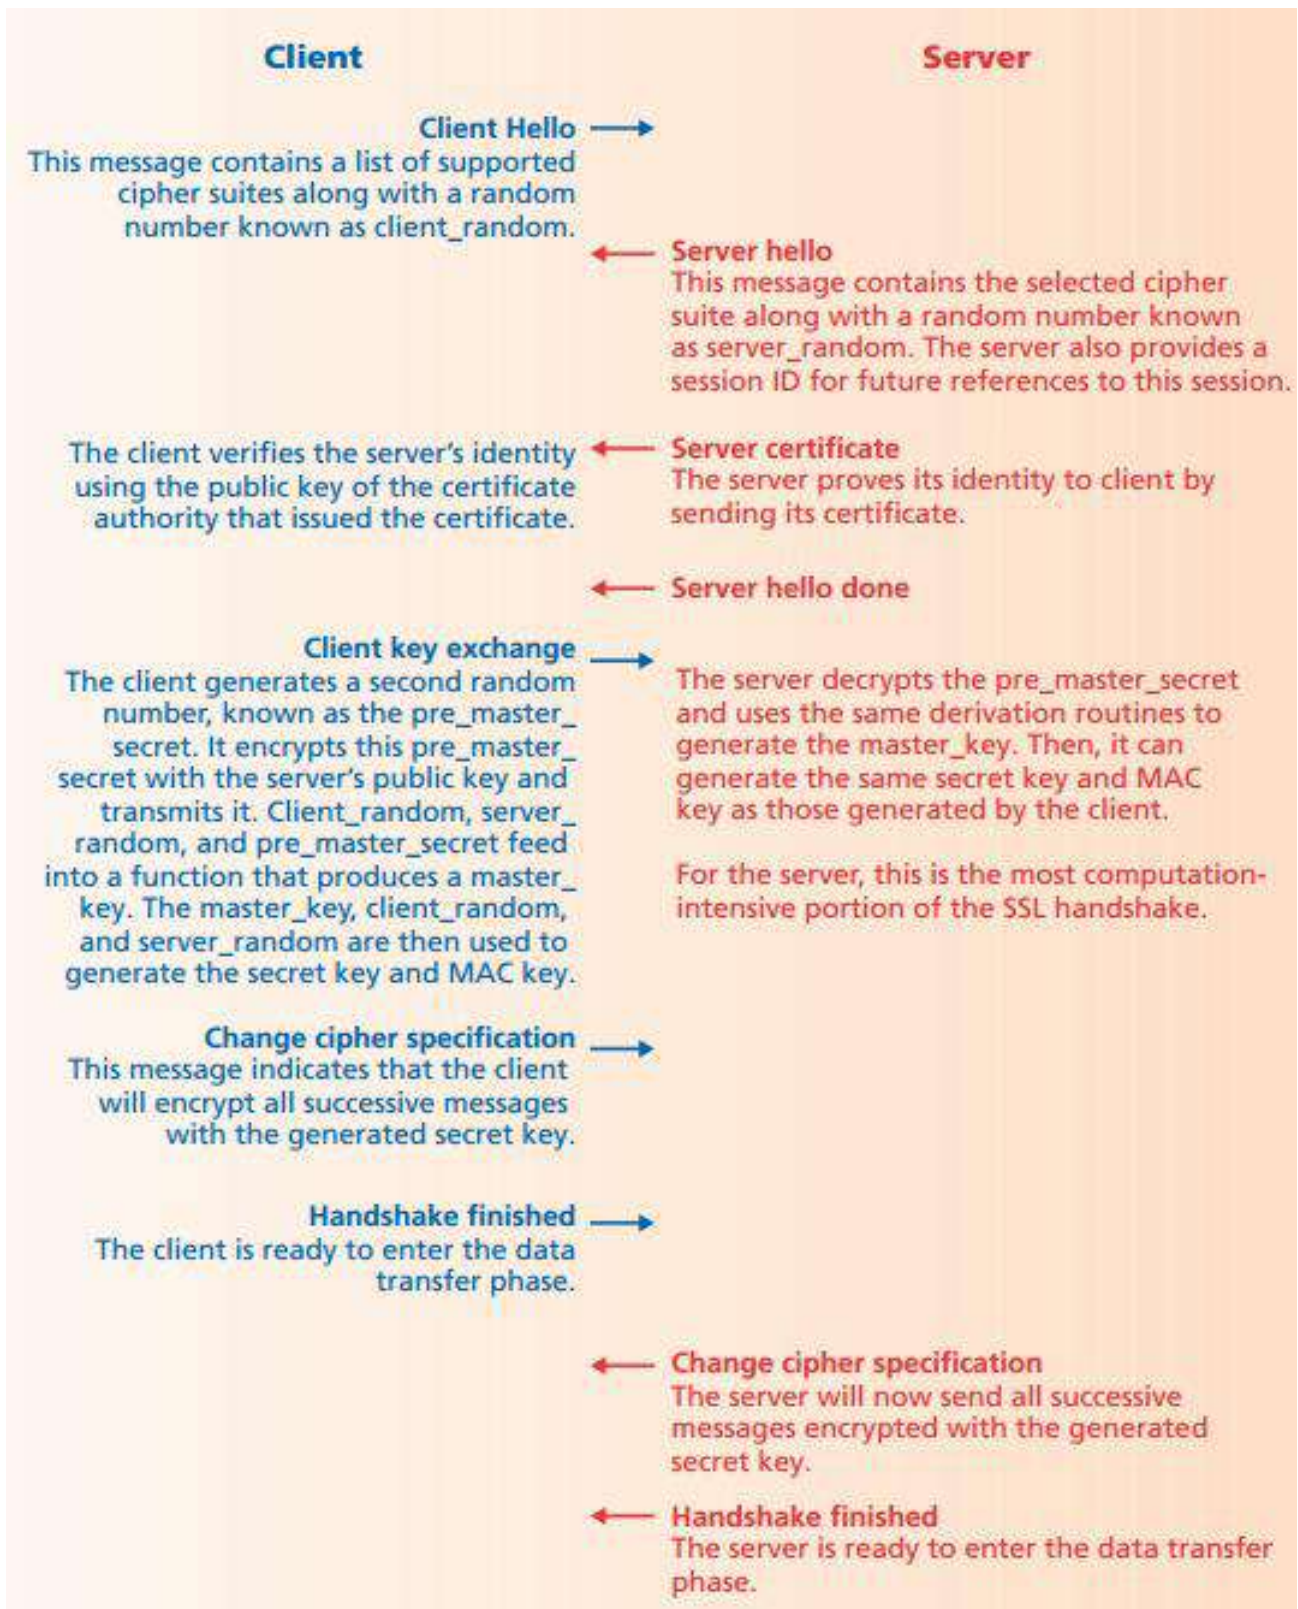 Client
Server
Client Hello
This message contains a list of supported
cipher suites along with a random
number known as client_random.
Server hello
This message contains the selected cipher
suite along with a random number known
as server_random. The server also provides a
session ID for future references to this session.
The client verifies the server's identity
using the public key of the certificate
authority that issued the certificate.
Server certificate
The server proves its identity to client by
sending its certificate.
Server hello done
Client key exchange
The client generates a second random
number, known as the pre_master_
secret. It encrypts this pre_master_
secret with the server's public key and
transmits it. Client_random, server_
random, and pre_master_secret feed
into a function that produces a master_
key. The master_key, client_random,
and server_random are then used to
generate the secret key and MAC key.
The server decrypts the pre_master_secret
and uses the same derivation routines to
generate the master_key. Then, it can
generate the same secret key and MAC
key as those generated by the client.
For the server, this is the most computation-
intensive portion of the SSL handshake.
Change cipher specification
This message indicates that the client
will encrypt all successive messages
with the generated secret key.
Handshake finished
The client is ready to enter the data
transfer phase.
Change cipher specification
The server will now send all successive
messages encrypted with the generated
secret key.
Handshake finished
The server is ready to enter the data transfer
phase.